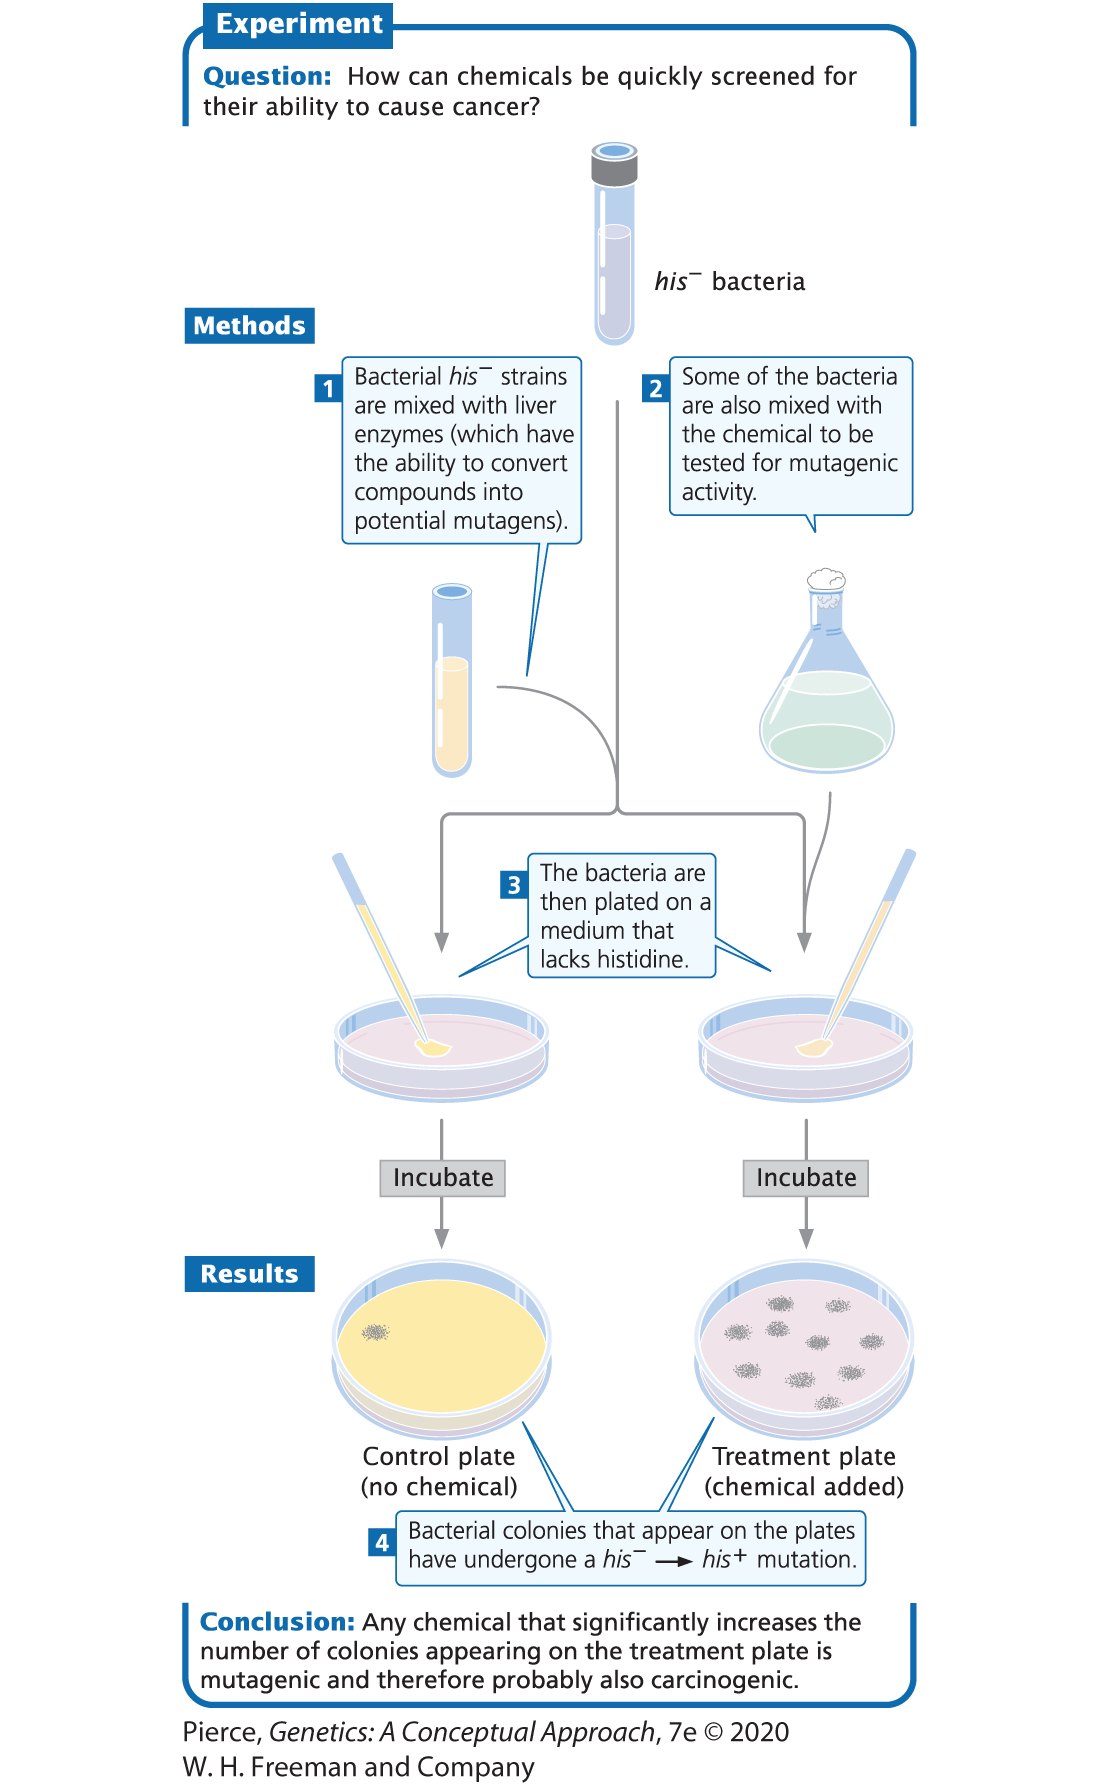 Experiment
Question: How can chemicals be quickly screened for
their ability to cause cancer?
his– bacteria
Methods
1
Bacterial his– strains
are mixed with liver
enzymes (which have
the ability to convert
compounds into
potential mutagens).
2
Some of the bacteria
are also mixed with
the chemical to be
tested for mutagenic
activity.
3
The bacteria are
then plated on a
medium that
lacks histidine.
Incubate
Incubate
Results
Control plate
(no chemical)
Treatment plate
(chemical added)
4
Bacterial colonies that appear on the plates
have undergone a his– → his+ mutation.
Conclusion: Any chemical that significantly increases the
number of colonies appearing on the treatment plate is
mutagenic and therefore probably also carcinogenic.
Pierce, Genetics: A Conceptual Approach, 7e © 2020
W. H. Freeman and Company